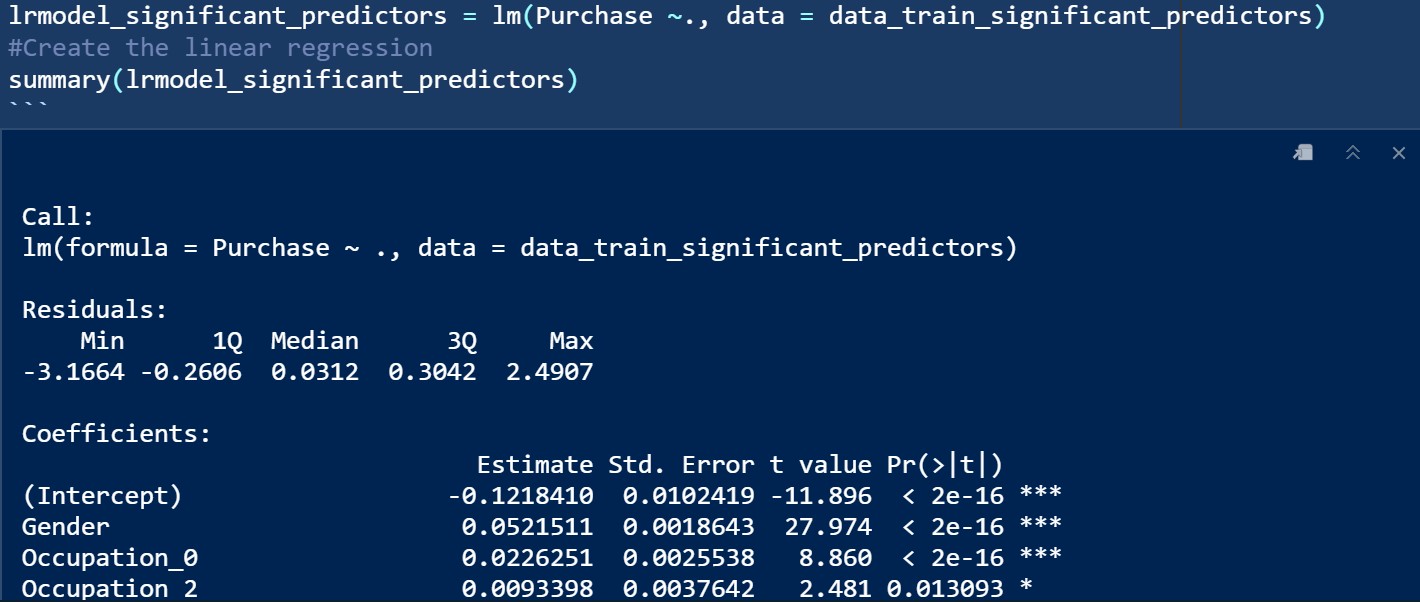 lrmodel_significant_predictors = lm(Purchase ~., data = data_train_significant_predictors)
#Create the linear regression
summary(lrmodel_significant_predictors)
```
Call:
lm(formula = Purchase ~ ., data = data_train_significant_predictors)
Residuals:
Min 1Q Median 3Q Max
-3.1664 -0.2606 0.0312 0.3042 2.4907
Coefficients:
Estimate Std. Error t value Pr(>|t|)
(Intercept) -0.1218410 0.0102419 -11.896 < 2e-16 ***
Gender 0.0521511 0.0018643 27.974 < 2e-16 ***
Occupation_0 0.0226251 0.0025538 8.860 < 2e-16 ***
Occupation_2 0.0093398 0.0037642 2.481 0.013093 *